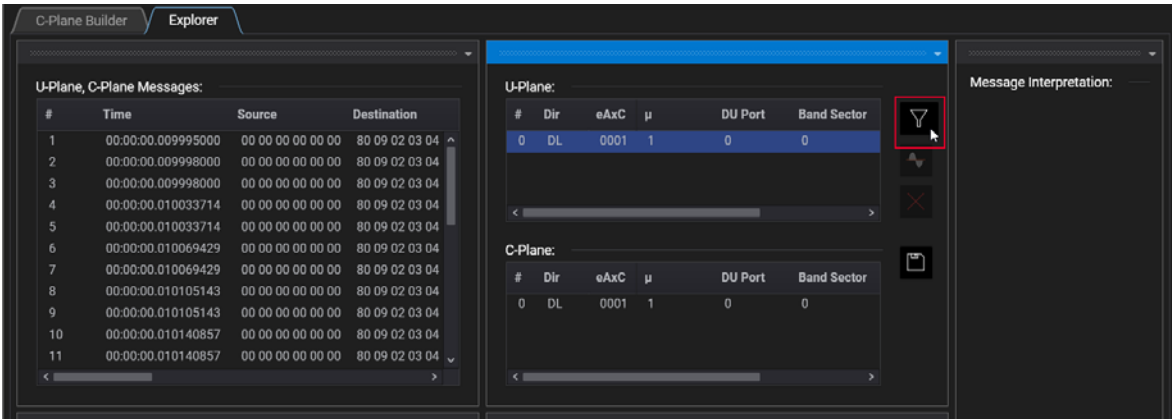 C-Plane Builder Explorer
U-Plane, C-Plane Messages:
# Time Source Destination
1 00:00:00.009995000 00 00 00 00 00 00 80 09 02 03 04
2 00:00:00.009998000 00 00 00 00 00 00 80 09 02 03 04
3 00:00:00.009998000 00 00 00 00 00 00 80 09 02 03 04
4 00:00:00.010033714 00 00 00 00 00 00 80 09 02 03 04
5 00:00:00.010033714 00 00 00 00 00 00 80 09 02 03 04
6 00:00:00.010069429 00 00 00 00 00 00 80 09 02 03 04
7 00:00:00.010069429 00 00 00 00 00 00 80 09 02 03 04
8 00:00:00.010105143 00 00 00 00 00 00 80 09 02 03 04
9 00:00:00.010105143 00 00 00 00 00 00 80 09 02 03 04
10 00:00:00.010140857 00 00 00 00 00 00 80 09 02 03 04
11 00:00:00.010140857 00 00 00 00 00 00 80 09 02 03 04
U-Plane:
# Dir eAxC µ DU Port Band Sector
0 DL 0001 1 0 0
C-Plane:
# Dir eAxC µ DU Port Band Sector
0 DL 0001 1 0 0
Message Interpretation: